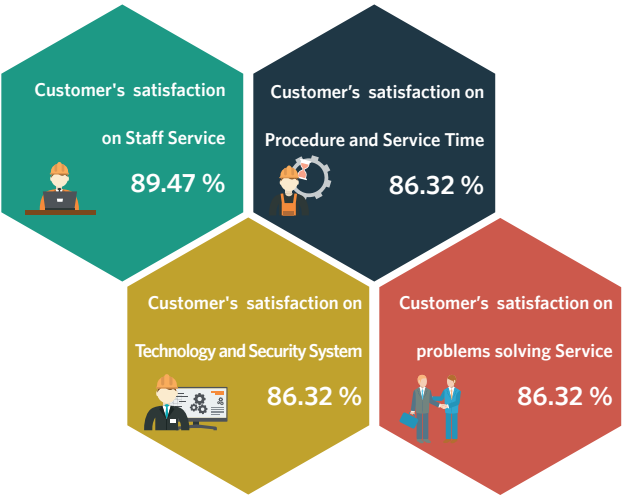 Customer's satisfaction
on Staff Service
89.47 %
Customer’s satisfaction on
Procedure and Service Time
86.32 %
Customer's satisfaction on
Technology and Security System
86.32 %
Customer’s satisfaction on
problems solving Service
86.32 %